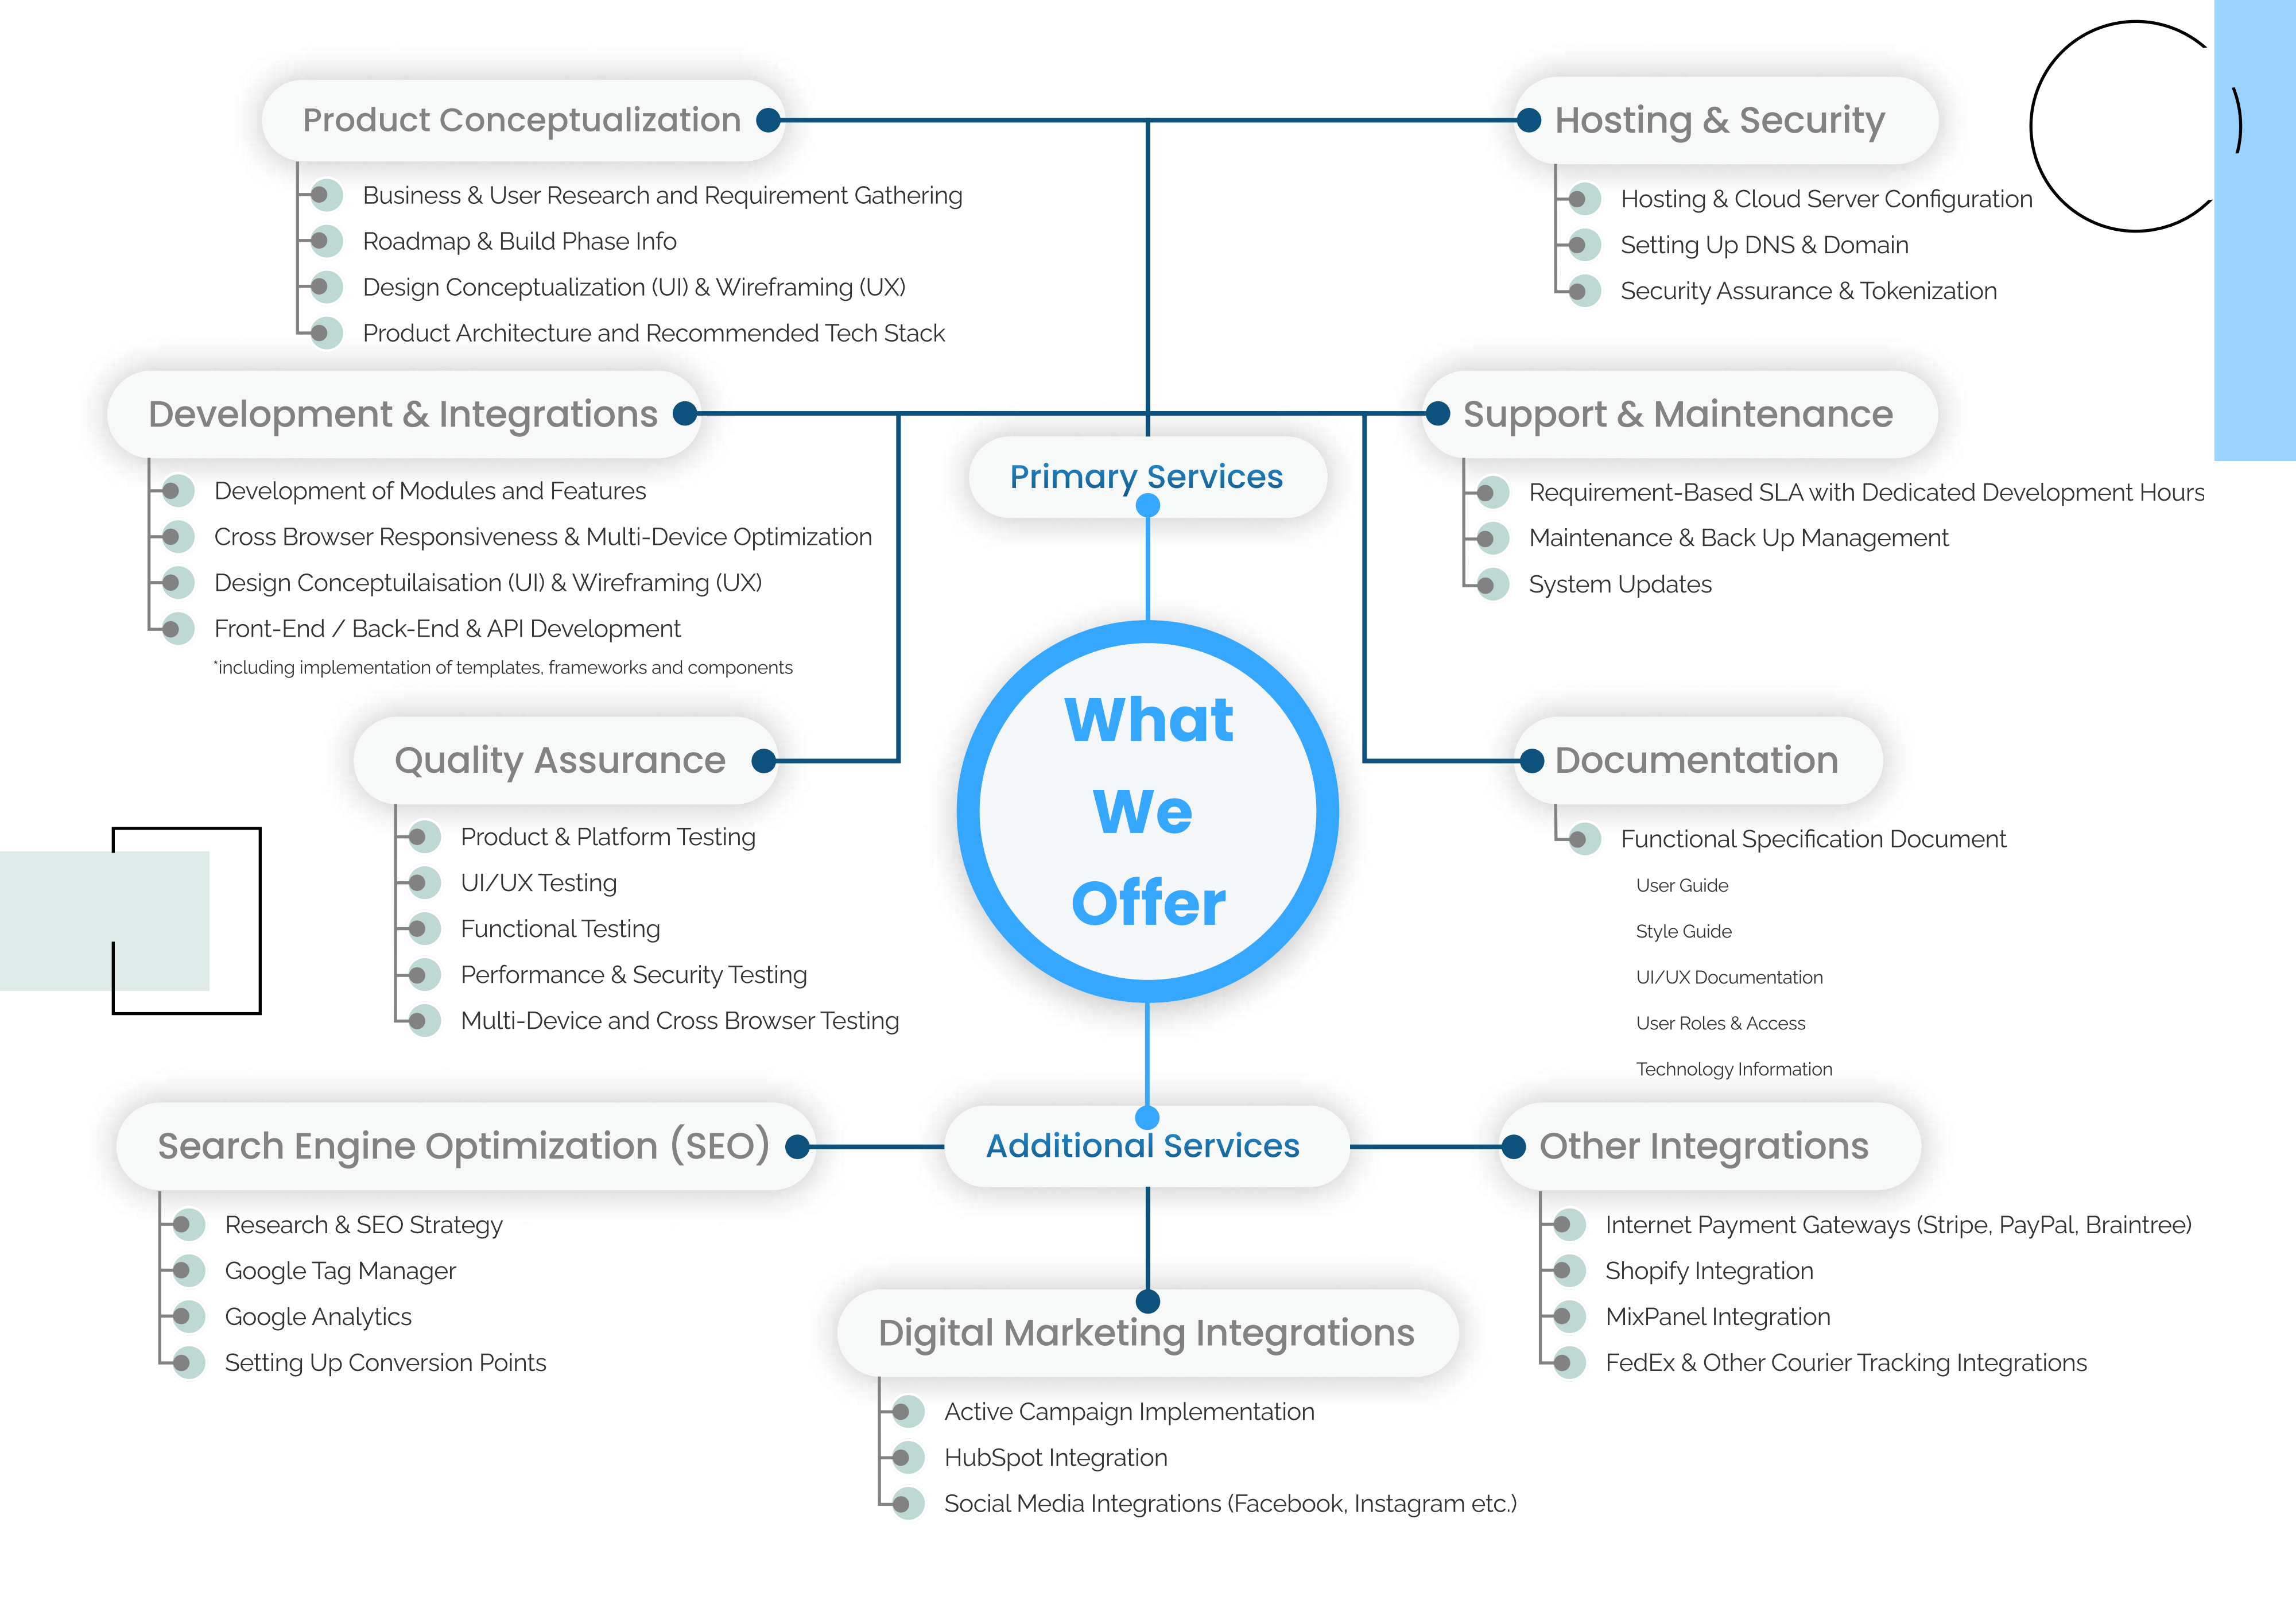 Product Conceptualization
Business & User Research and Requirement Gathering
Roadmap & Build Phase Info
Design Conceptualization (UI) & Wireframing (UX)
Product Architecture and Recommended Tech Stack
Hosting & Security
Hosting & Cloud Server Configuration
Setting Up DNS & Domain
Security Assurance & Tokenization
Development & Integrations
Development of Modules and Features
Cross Browser Responsiveness & Multi-Device Optimization
Design Conceptuilaisation (UI) & Wireframing (UX)
Front-End / Back-End & API Development
*including implementation of templates, frameworks and components
Primary Services
Support & Maintenance
Requirement-Based SLA with Dedicated Development Hours
Maintenance & Back Up Management
System Updates
What
We
Offer
Quality Assurance
Product & Platform Testing
UI/UX Testing
Functional Testing
Performance & Security Testing
Multi-Device and Cross Browser Testing
Documentation
Functional Specification Document
User Guide
Style Guide
UI/UX Documentation
User Roles & Access
Technology Information
Search Engine Optimization (SEO)
Research & SEO Strategy
Google Tag Manager
Google Analytics
Setting Up Conversion Points
Additional Services
Digital Marketing Integrations
Active Campaign Implementation
HubSpot Integration
Social Media Integrations (Facebook, Instagram etc.)
Other Integrations
Internet Payment Gateways (Stripe, PayPal, Braintree)
Shopify Integration
MixPanel Integration
FedEx & Other Courier Tracking Integrations